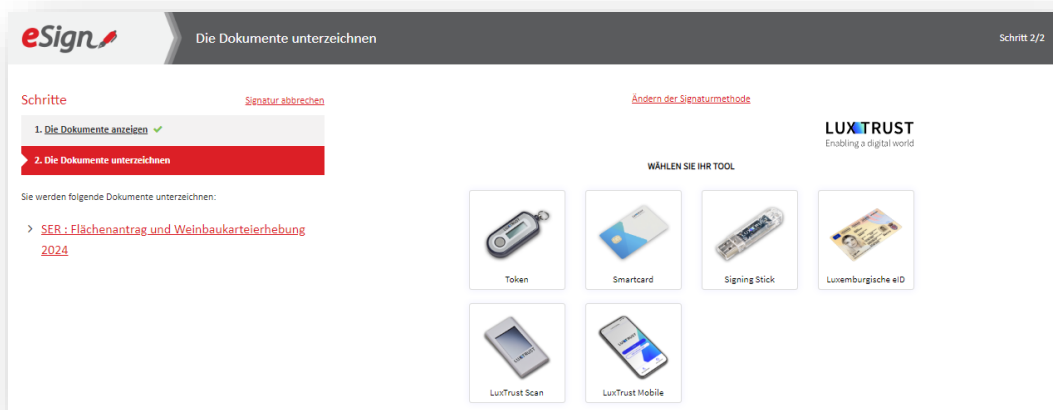 eSign
Die Dokumente unterzeichnen
Schritt 2/2
Schritte
Signatur abbrechen
1. Die Dokumente anzeigen
2. Die Dokumente unterzeichnen
Sie werden folgende Dokumente unterzeichnen:
SER : Flächenantrag und Weinbaukarteierhebung
2024
Ändern der Signaturmethode
LUXTRUST
Enabling a digital world
WÄHLEN SIE IHR TOOL
Token
Smartcard
Signing Stick
Luxemburgische eID
LuxTrust Scan
LuxTrust Mobile